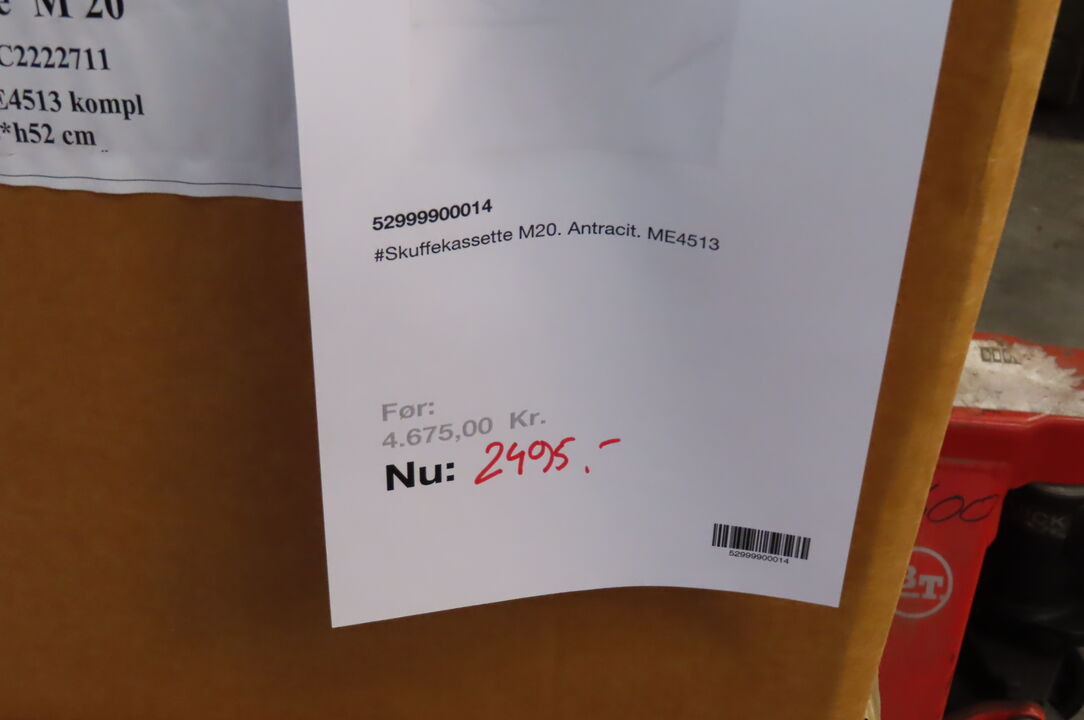 M 20
C2222711
E4513 kompl
*h52 cm
52999900014
#Skuffekassette M20. Antracit. ME4513
Før:
4.675,00 Kr.
Nu: 2495.-
52999900014
B.T.